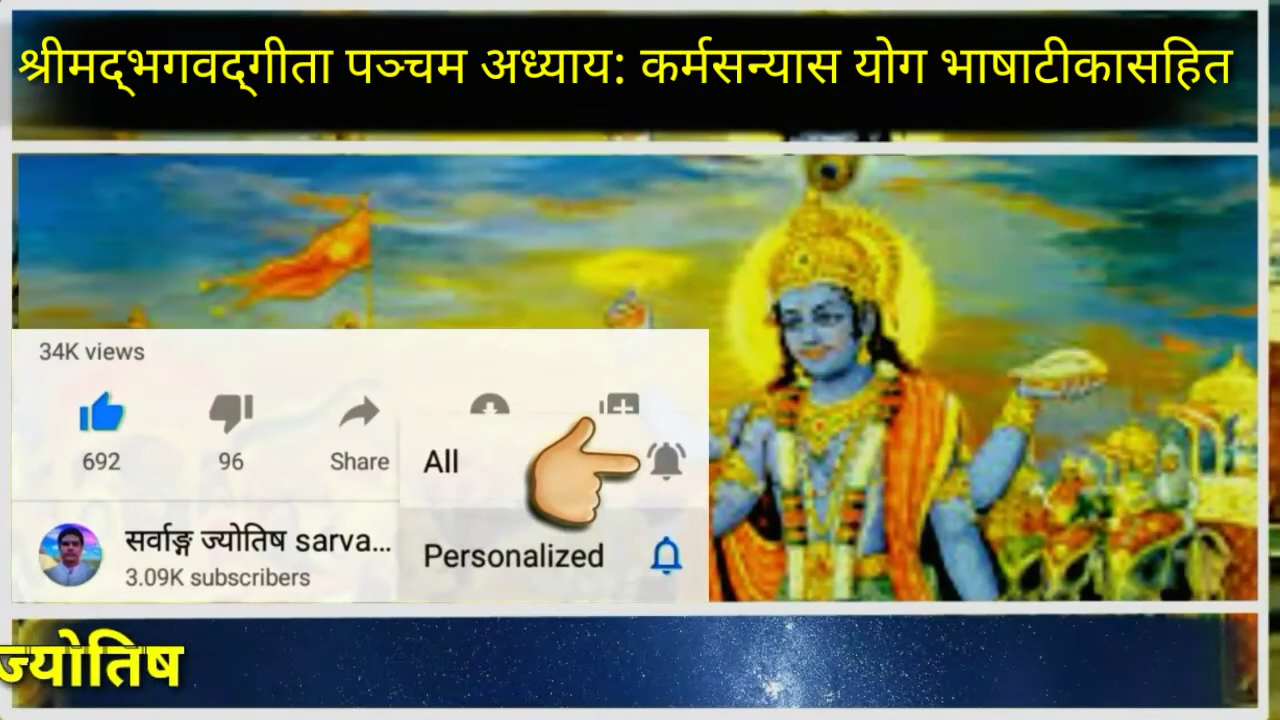 श्रीमद्भगवद्गीता पञ्चम अध्याय: कर्मसन्यास योग भाषाटीकासहित
34K views
692 96 Share
All
सर्वाङ्ग ज्योतिष sarva...
3.09K subscribers
Personalized
ज्योतिष